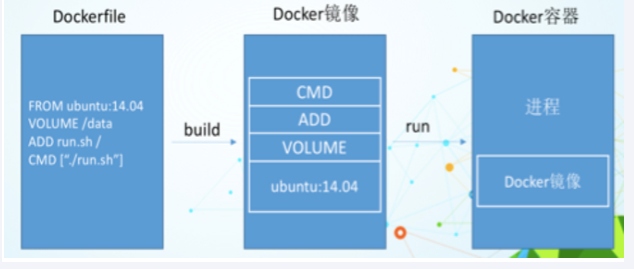 Dockerfile
FROM ubuntu:14.04
VOLUME /data
ADD run.sh /
CMD [“./run.sh”]
build
Docker镜像
CMD
ADD
VOLUME
ubuntu:14.04
run
Docker容器
进程
Docker镜像